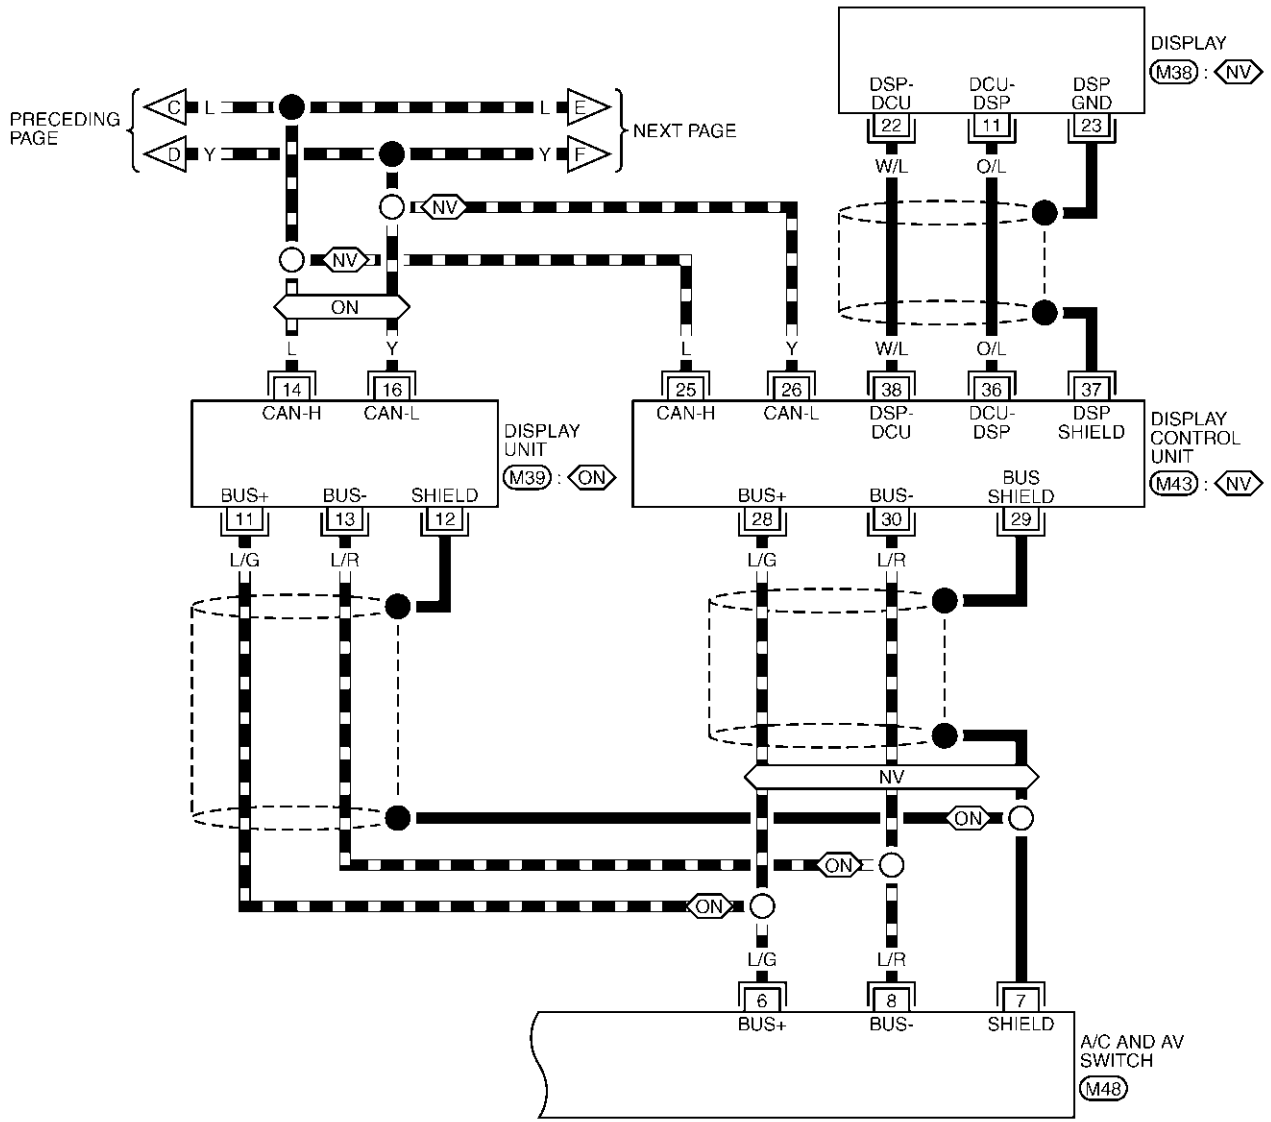 DISPLAY
M38 : NV
DSP- DCU- DSP
DCU DSP GND
22 11 23
PRECEDING
PAGE
C L L E
D Y Y F
NEXT PAGE
W/L O/L
NV
NV
ON
L Y L Y W/L O/L
14 16 25 26 38 36 37
CAN-H CAN-L CAN-H CAN-L DSP- DCU- DSP
DCU DSP SHIELD
DISPLAY
UNIT
M39 : ON
DISPLAY
CONTROL
UNIT
M43 : NV
BUS+ BUS- SHIELD BUS+ BUS- BUS
SHIELD
11 13 12 28 30 29
L/G L/R L/G L/R
NV
ON
ON
ON
L/G L/R
6 8 7
BUS+ BUS- SHIELD
A/C AND AV
SWITCH
M48